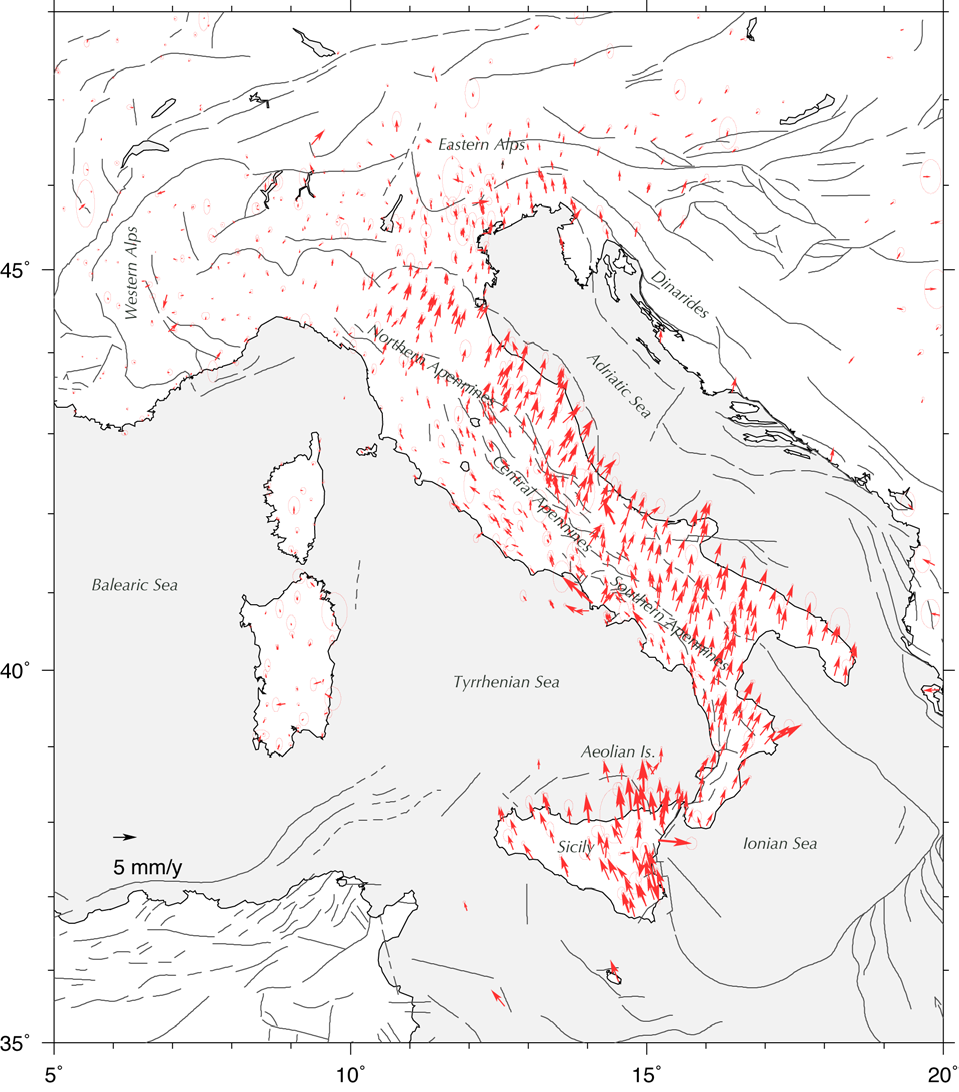 Eastern Alps
Western Alps
45°
Dinarides
Northern Apennines
Adriatic Sea
Central Apennines
Balearic Sea
Southern Apennines
40°
Tyrrhenian Sea
Aeolian Is.
5 mm/y
Sicily
Ionian Sea
35°
5° 10° 15° 20°